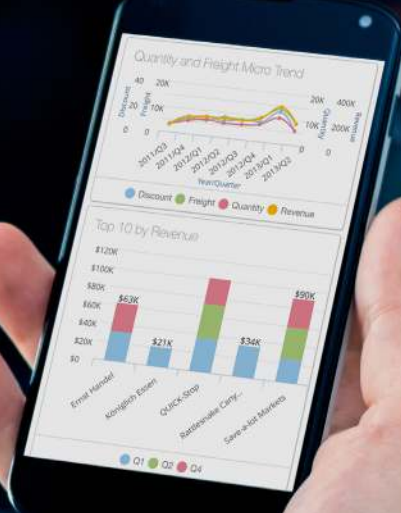 Quantity and Freight Micro Trend
40 20K 20K 400K
Discount Freight Quantity Revenue
20 10K 10K 200K
0 0 0 0
2011/Q3 2011/Q4 2012/Q1 2012/Q2 2012/Q3 2012/Q4 2013/Q1 2013/Q2
Year/Quarter
Discount Freight Quantity Revenue
Top 10 by Revenue
$120K
$100K
$80K
$60K
$40K
$20K
$0
$63K $21K $34K $90K
Ernst Handel Königlich Essen QUICK-Stop Rattlesnake Cany... Save-a-lot Markets
Q1 Q2 Q4